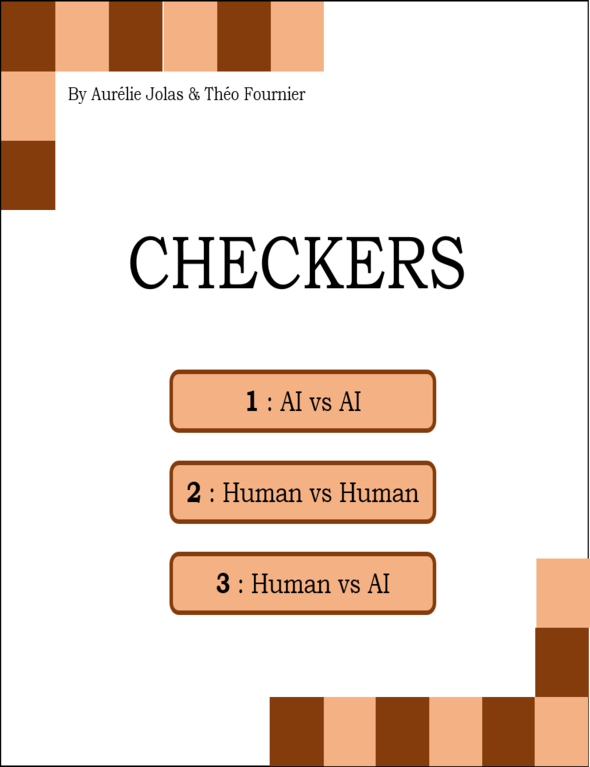 By Aurélie Jolas & Théo Fournier
CHECKERS
1 : AI vs AI
2 : Human vs Human
3 : Human vs AI